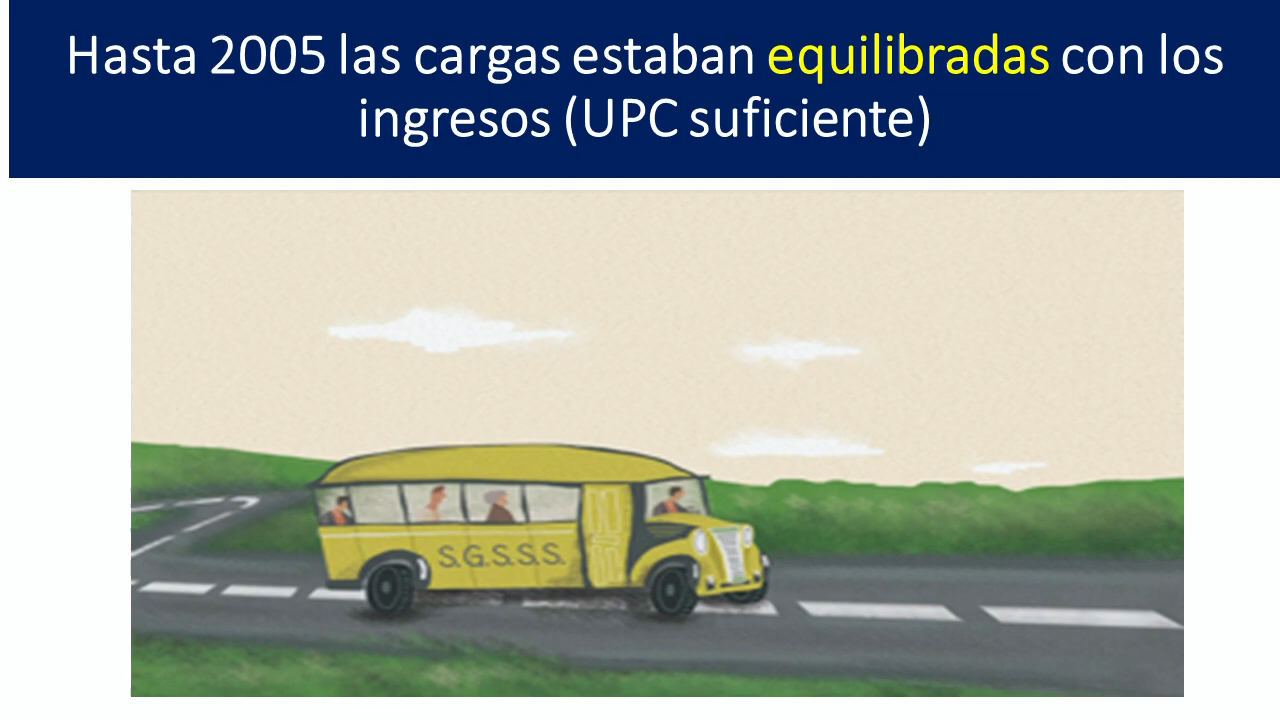 Hasta 2005 las cargas estaban equilibradas con los
ingresos (UPC suficiente)
S.G.S.S.S.